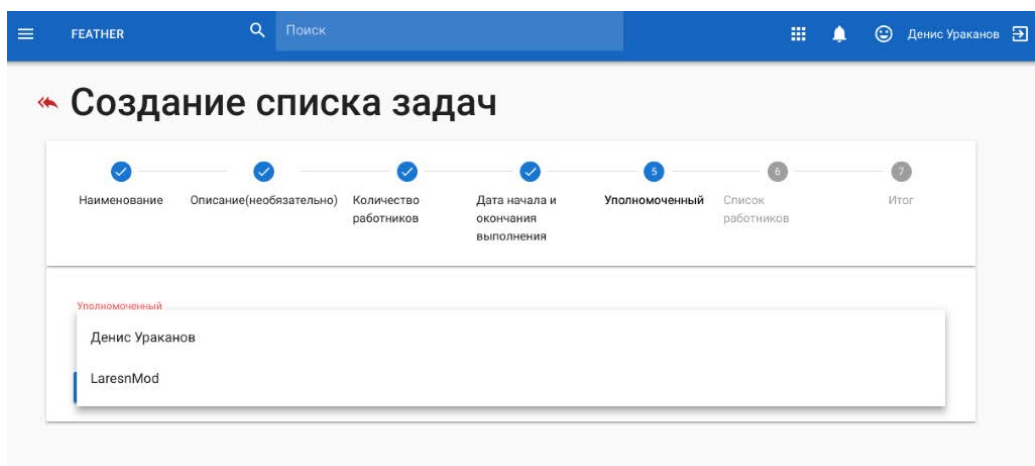 FEATHER
Поиск
Денис Ураканов
Создание списка задач
Наименование
Описание(необязательно)
Количество
работников
Дата начала и
окончания
выполнения
5
Уполномоченный
6
Список
работников
7
Итог
Уполномоченный
Денис Ураканов
LaresnMod